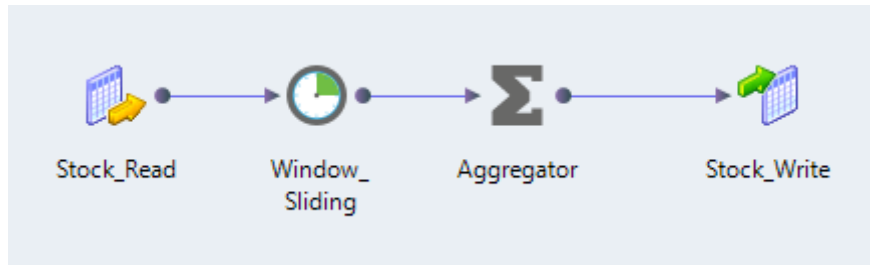 Stock_Read
Window_
Sliding
Aggregator
Stock_Write